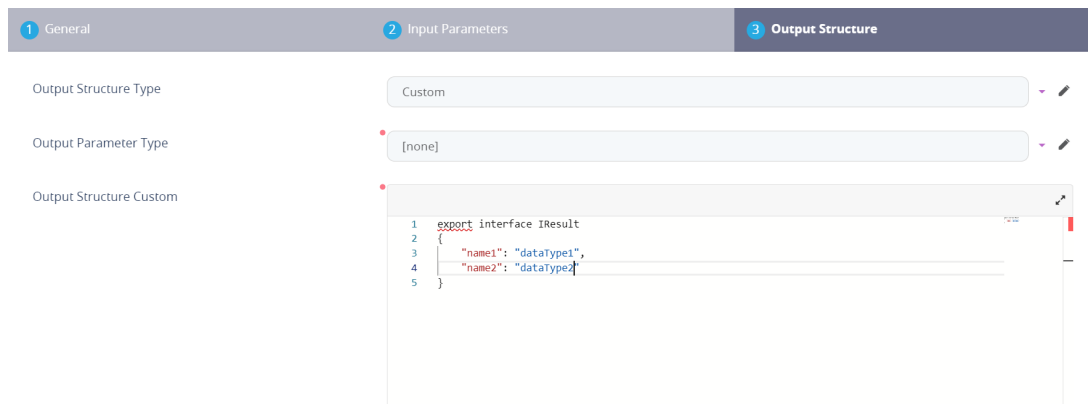 1 General
2 Input Parameters
3 Output Structure
Output Structure Type
Custom
Output Parameter Type
[none]
Output Structure Custom
1 export interface IResult
2 {
3 "name1": "dataType1",
4 "name2": "dataType2"
5 }